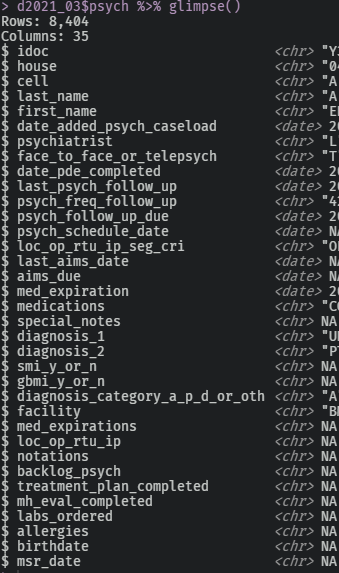 > d2021_03$psych %>% glimpse()
Rows: 8,404
Columns: 35
$ idoc <chr> "Y
$ house <chr> "0
$ cell <chr> "A
$ last_name <chr> "A
$ first_name <chr> "E
$ date_added_psych_caseload <date> 20
$ psychiatrist <chr> "L
$ face_to_face_or_telepsych <chr> "T
$ date_pde_completed <date> 20
$ last_psych_follow_up <date> 20
$ psych_freq_follow_up <chr> "4
$ psych_follow_up_due <date> 20
$ psych_schedule_date <date> NA
$ loc_op_rtu_ip_seg_cri <chr> "O
$ last_aims_date <date> NA
$ aims_due <date> NA
$ med_expiration <date> 20
$ medications <chr> "C
$ special_notes <chr> NA
$ diagnosis_1 <chr> "U
$ diagnosis_2 <chr> "P
$ smi_y_or_n <chr> NA
$ gbmi_y_or_n <chr> NA
$ diagnosis_category_a_p_d_or_oth <chr> "A
$ facility <chr> "B
$ med_expirations <chr> NA
$ loc_op_rtu_ip <chr> NA
$ notations <chr> NA
$ backlog_psych <chr> NA
$ treatment_plan_completed <chr> NA
$ mh_eval_completed <chr> NA
$ labs_ordered <chr> NA
$ allergies <chr> NA
$ birthdate <chr> NA
$ msr_date <chr> NA